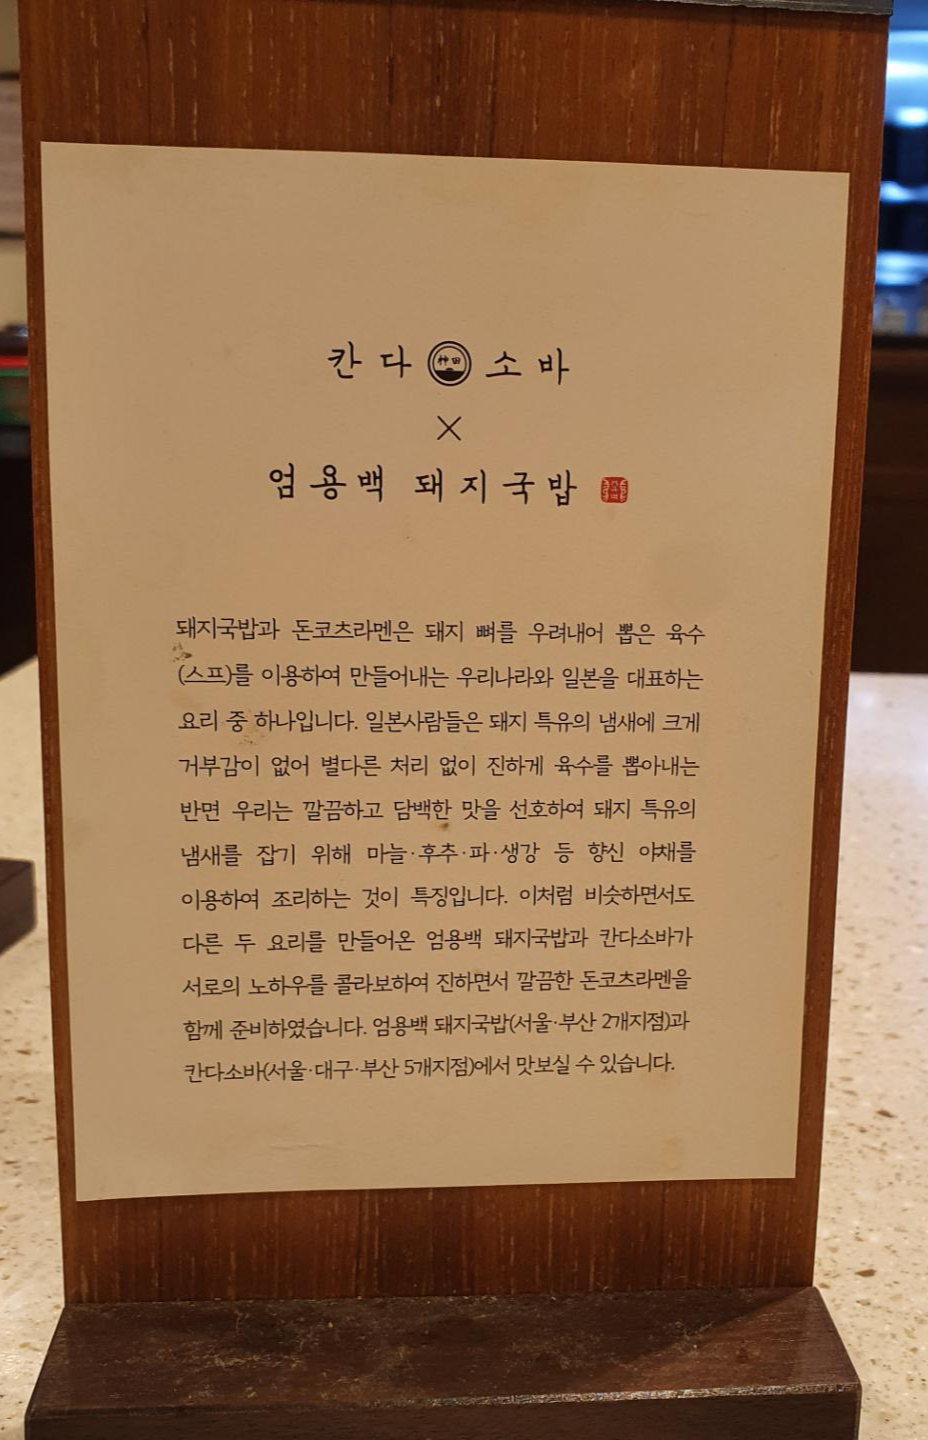 칸다 神田 소바
×
엄용백 돼지국밥
돼지국밥과 돈코츠라멘은 돼지 뼈를 우려내어 뽑은 육수
(스프)를 이용하여 만들어내는 우리나라와 일본을 대표하는
요리 중 하나입니다. 일본사람들은 돼지 특유의 냄새에 크게
거부감이 없어 별다른 처리 없이 진하게 육수를 뽑아내는
반면 우리는 깔끔하고 담백한 맛을 선호하여 돼지 특유의
냄새를 잡기 위해 마늘·후추·파·생강 등 향신 야채를
이용하여 조리하는 것이 특징입니다. 이처럼 비슷하면서도
다른 두 요리를 만들어온 엄용백 돼지국밥과 칸다소바가
서로의 노하우를 콜라보하여 진하면서 깔끔한 돈코츠라멘을
함께 준비하였습니다. 엄용백 돼지국밥(서울·부산 2개지점)과
칸다소바(서울·대구·부산 5개지점)에서 맛보실 수 있습니다.